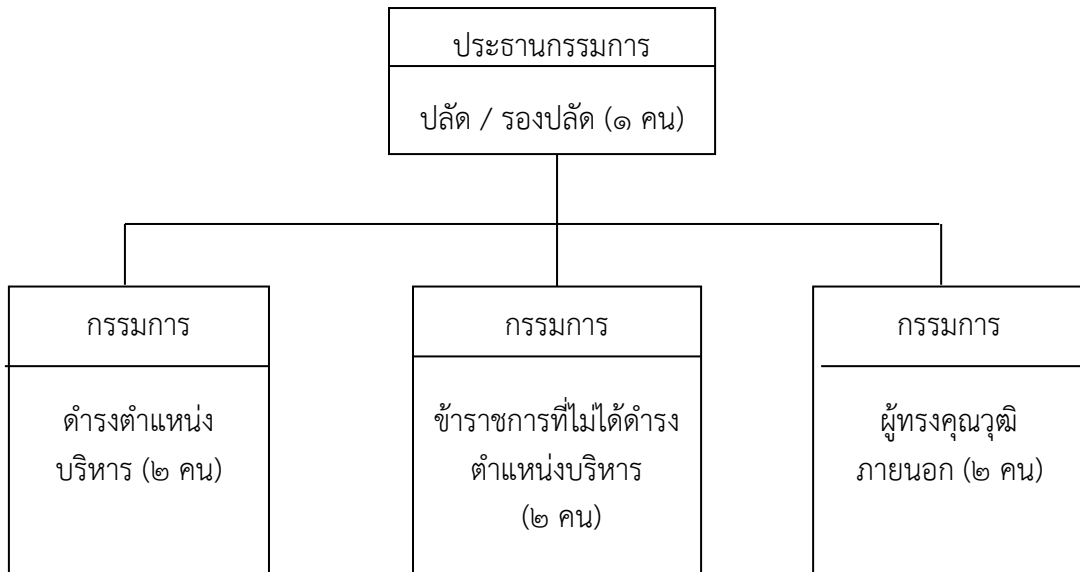 ประธานกรรมการ
ปลัด / รองปลัด (๑ คน)
กรรมการ
ดำรงตำแหน่ง
บริหาร (๒ คน)
กรรมการ
ข้าราชการที่ไม่ได้ดำรง
ตำแหน่งบริหาร
(๒ คน)
กรรมการ
ผู้ทรงคุณวุฒิ
ภายนอก (๒ คน)